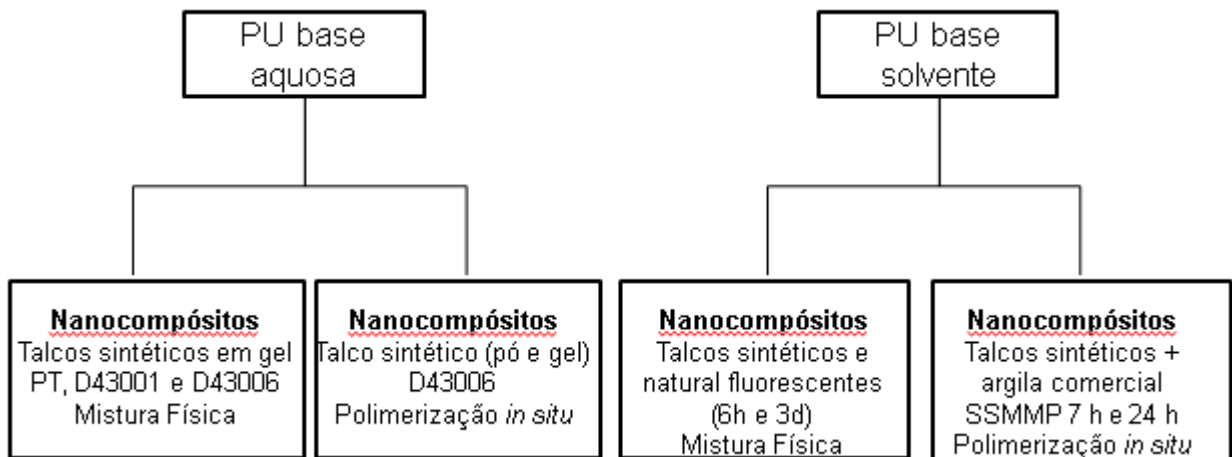 PU base
aquosa
PU base
solvente
Nanocompósitos
Talcos sintéticos em gel
PT, D43001 e D43006
Mistura Física
Nanocompósitos
Talco sintético (pó e gel)
D43006
Polimerização in situ
Nanocompósitos
Talcos sintéticos e
natural fluorescentes
(6h e 3d)
Mistura Física
Nanocompósitos
Talcos sintéticos +
argila comercial
SSMMP 7 h e 24 h
Polimerização in situ